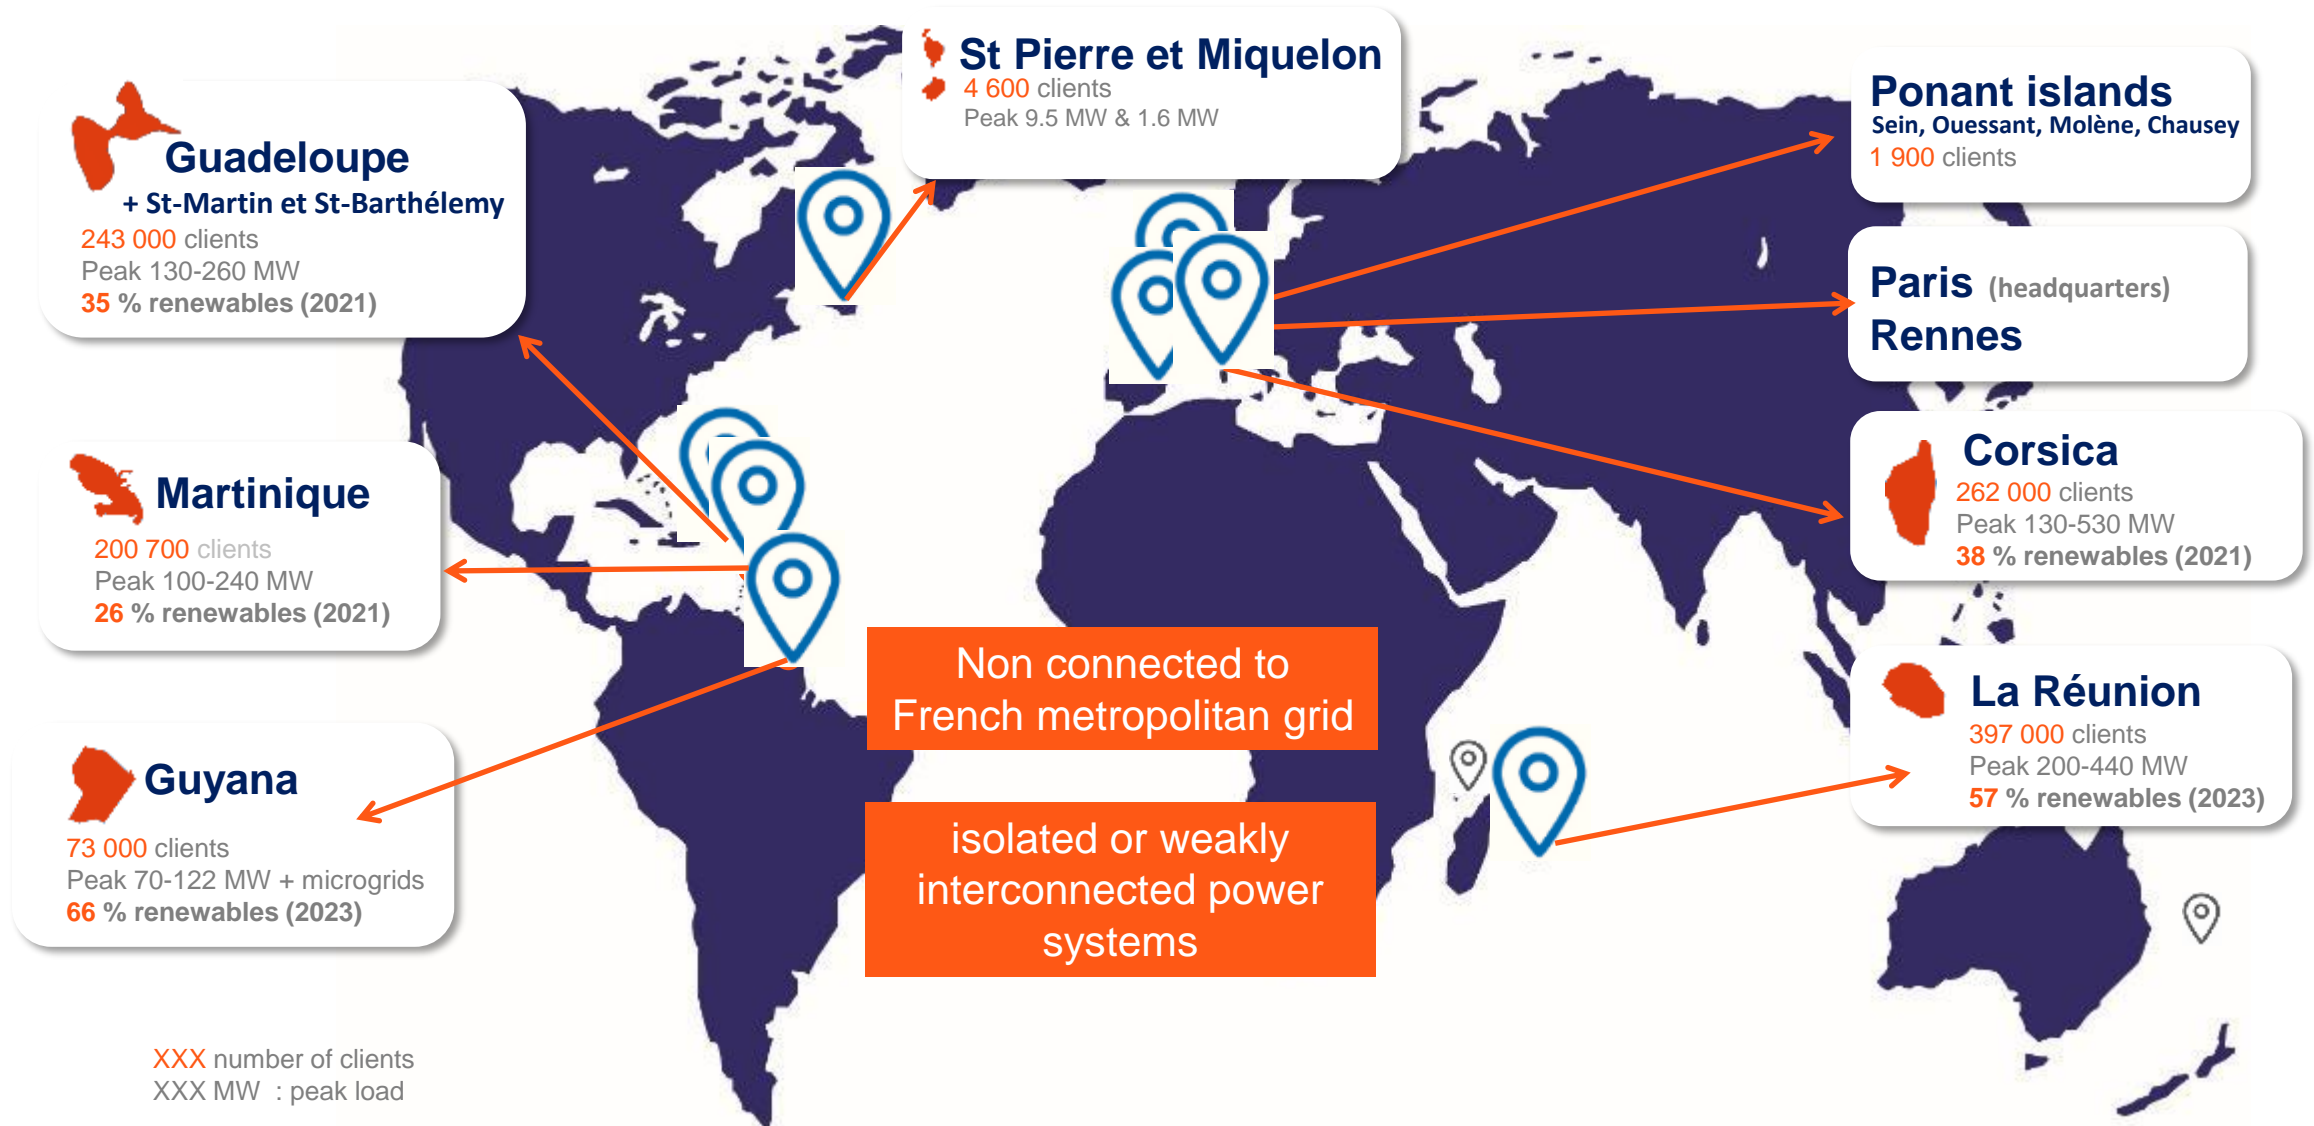 St Pierre et Miquelon
4 600 clients
Peak 9.5 MW & 1.6 MW
Guadeloupe
+ St-Martin et St-Barthélemy
243 000 clients
Peak 130-260 MW
35 % renewables (2021)
Martinique
200 700 clients
Peak 100-240 MW
26 % renewables (2021)
Guyana
73 000 clients
Peak 70-122 MW + microgrids
66 % renewables (2023)
XXX number of clients
XXX MW : peak load
Non connected to
French metropolitan grid
isolated or weakly
interconnected power
systems
Ponant islands
Sein, Ouessant, Molène, Chausey
1 900 clients
Paris (headquarters)
Rennes
Corsica
262 000 clients
Peak 130-530 MW
38 % renewables (2021)
La Réunion
397 000 clients
Peak 200-440 MW
57 % renewables (2023)